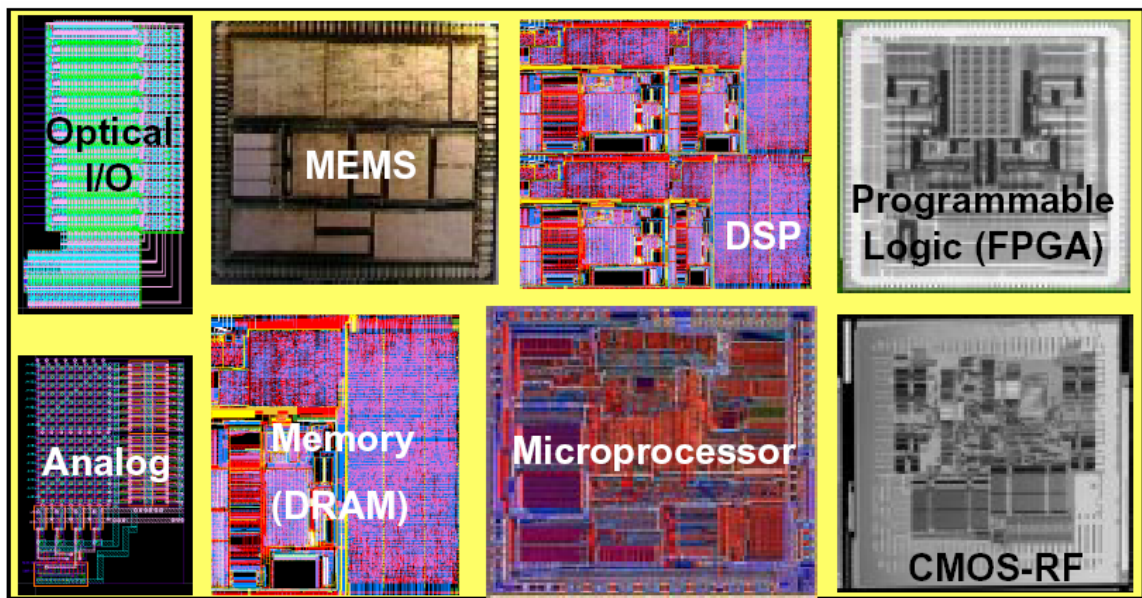 Optical
I/O
MEMS
DSP
Programmable
Logic (FPGA)
Analog
Memory
(DRAM)
Microprocessor
CMOS-RF